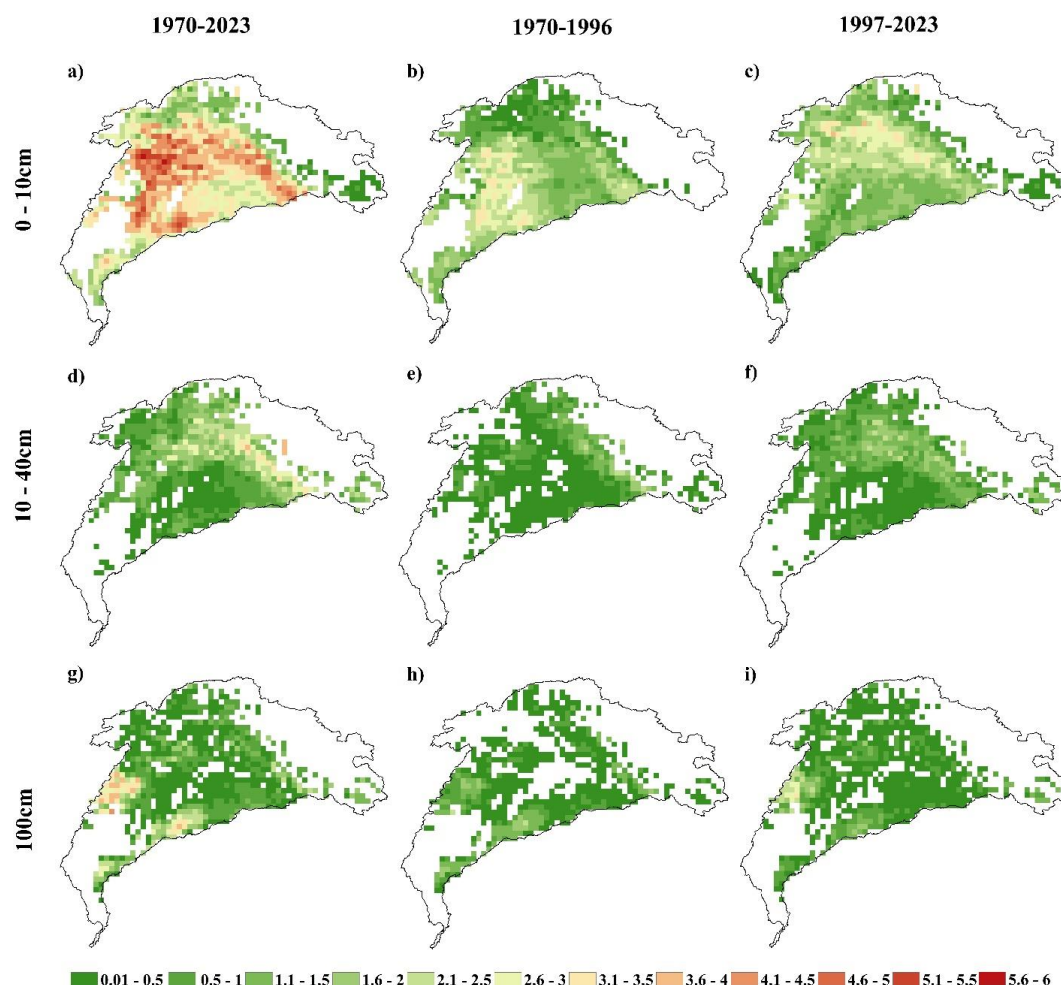 1970-2023 1970-1996 1997-2023
a) b) c)
0 - 10cm
d) e) f)
10 - 40cm
g) h) i)
100cm
0.01 - 0.5 0.5 - 1 1.1 - 1.5 1.6 - 2 2.1 - 2.5 2.6 - 3 3.1 - 3.5 3.6 - 4 4.1 - 4.5 4.6 - 5 5.1 - 5.5 5.6 - 6